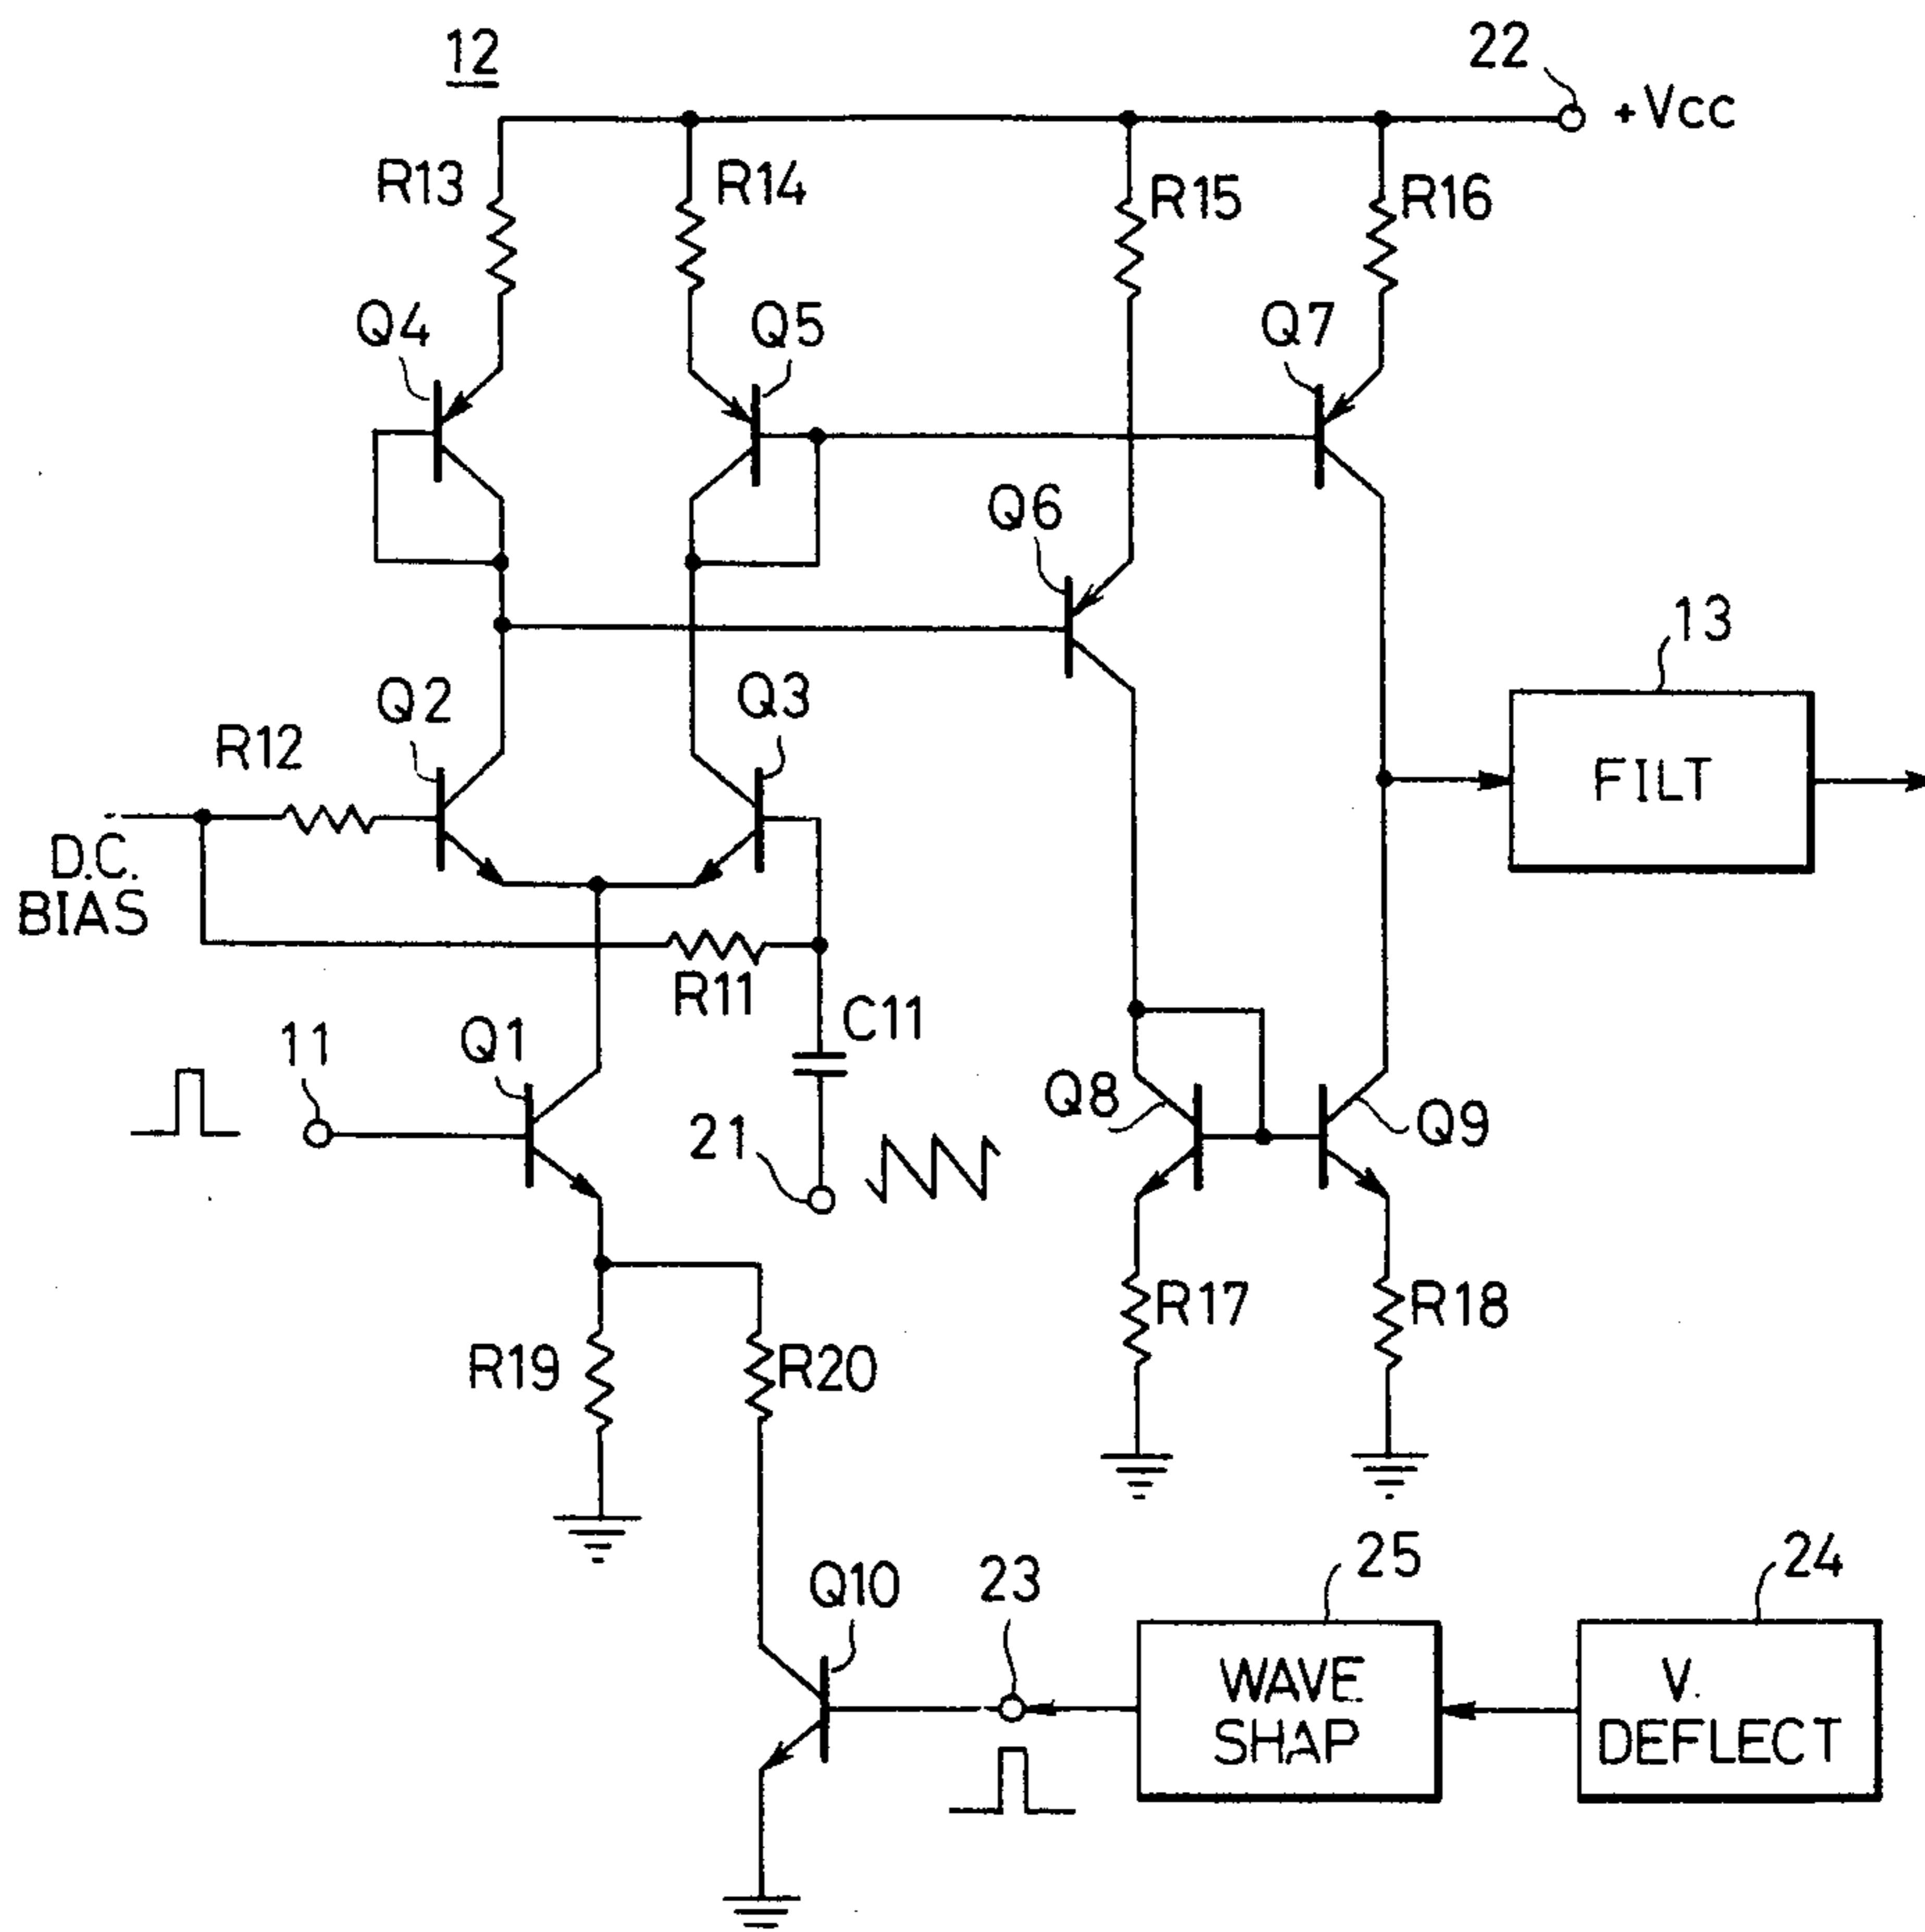 12
22
+Vcc
R13
R14
R15
R16
Q4
Q5
Q7
Q6
13
Q2
Q3
R12
FILT
D.C.
BIAS
R11
C11
11
Q1
21
Q8
Q9
R17
R18
R19
R20
Q10
23
25
24
WAVE
SHAP
V.
DEFLECT